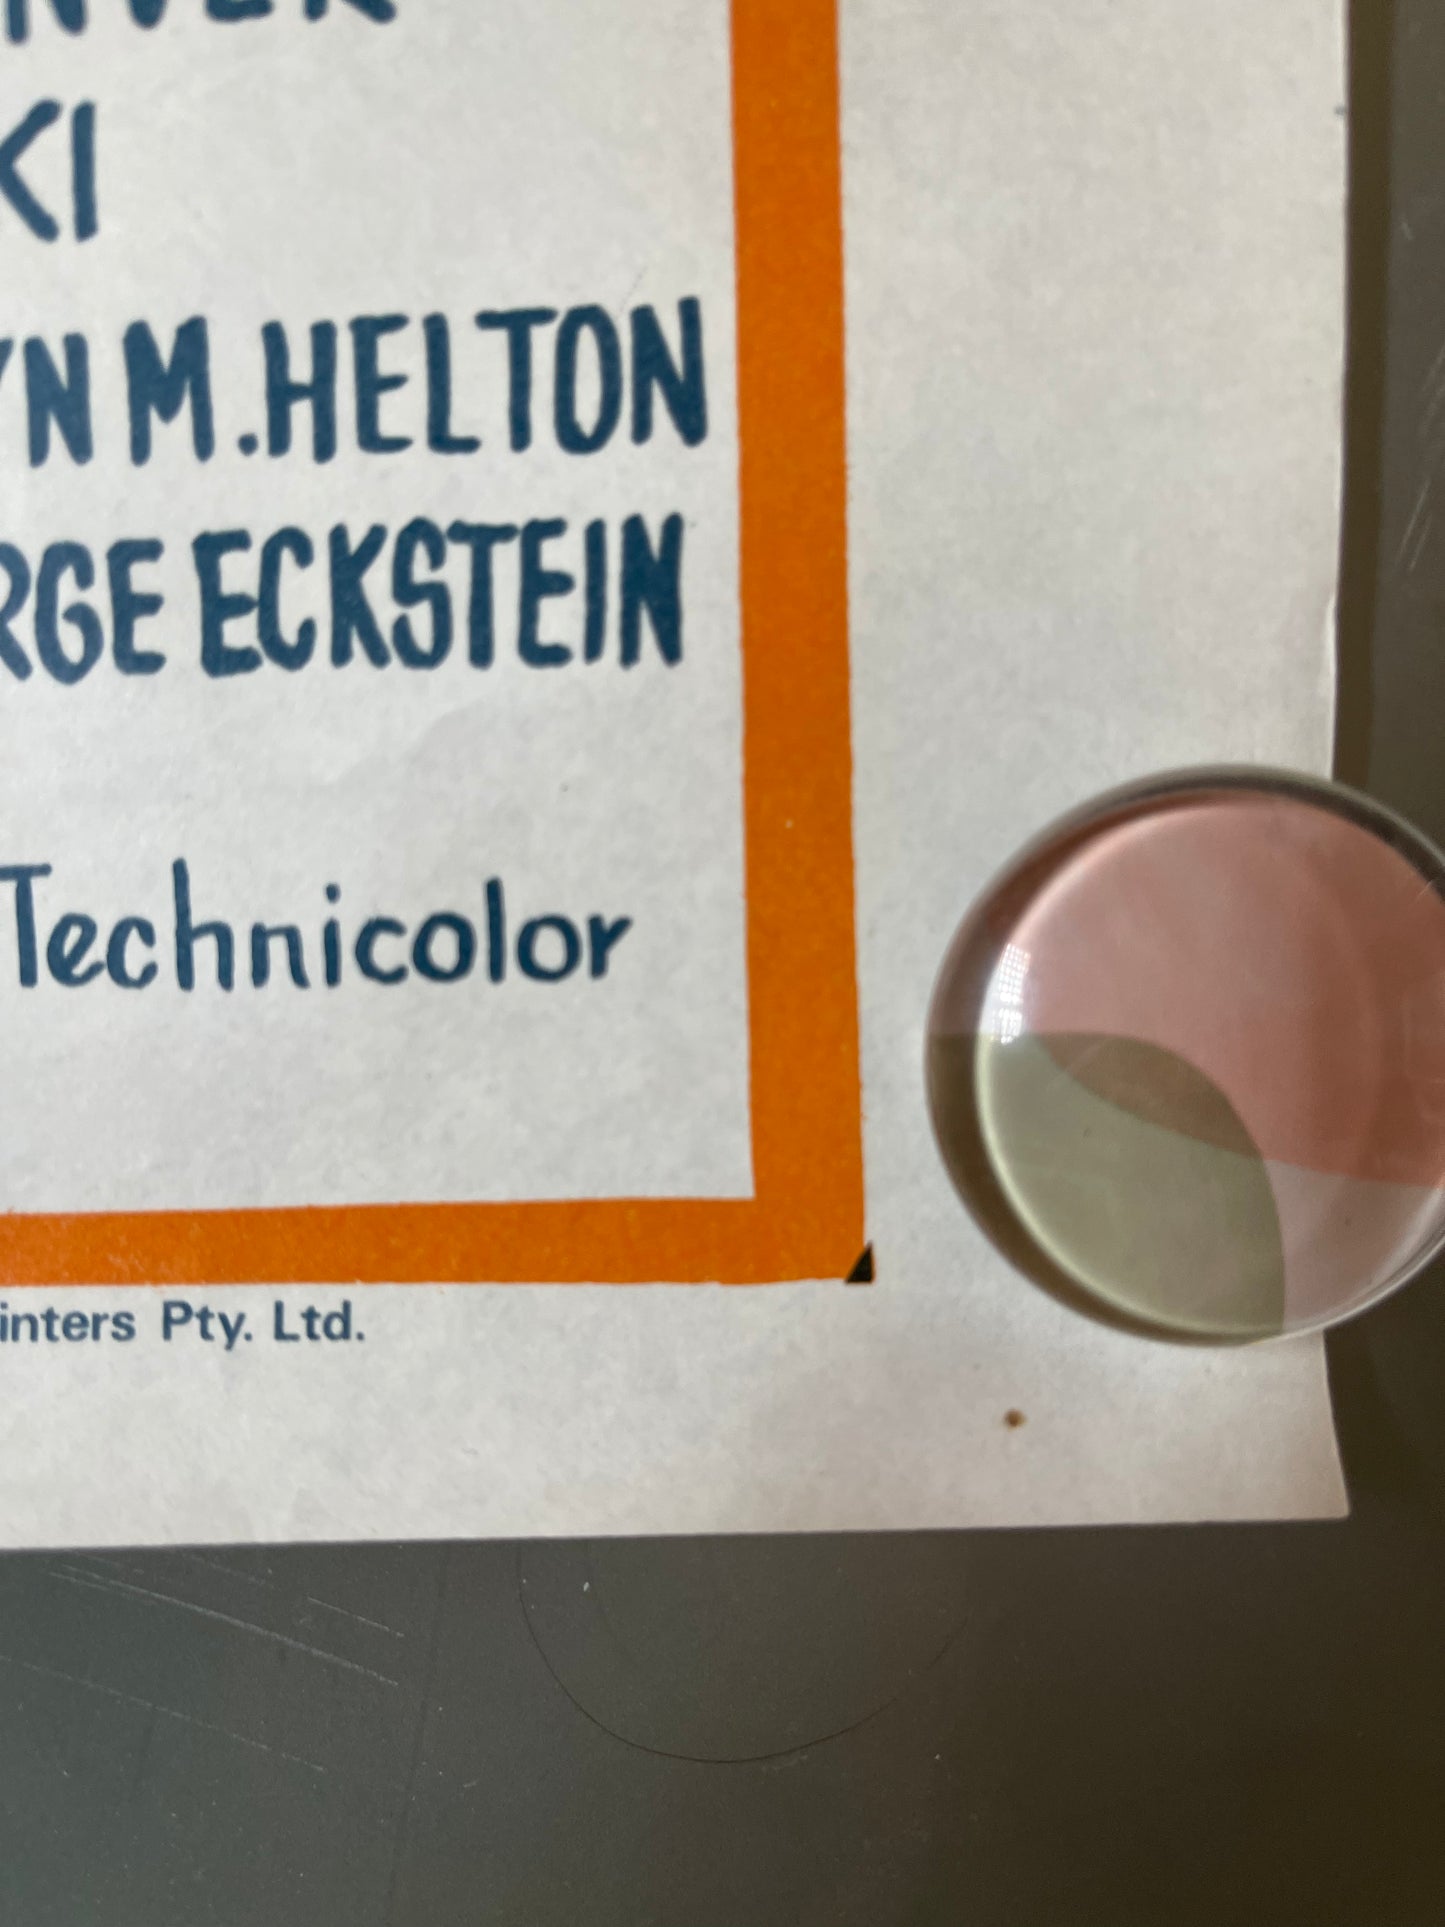 KI
YN M.HELTON
RGE ECKSTEIN
Technicolor
inters Pty. Ltd.